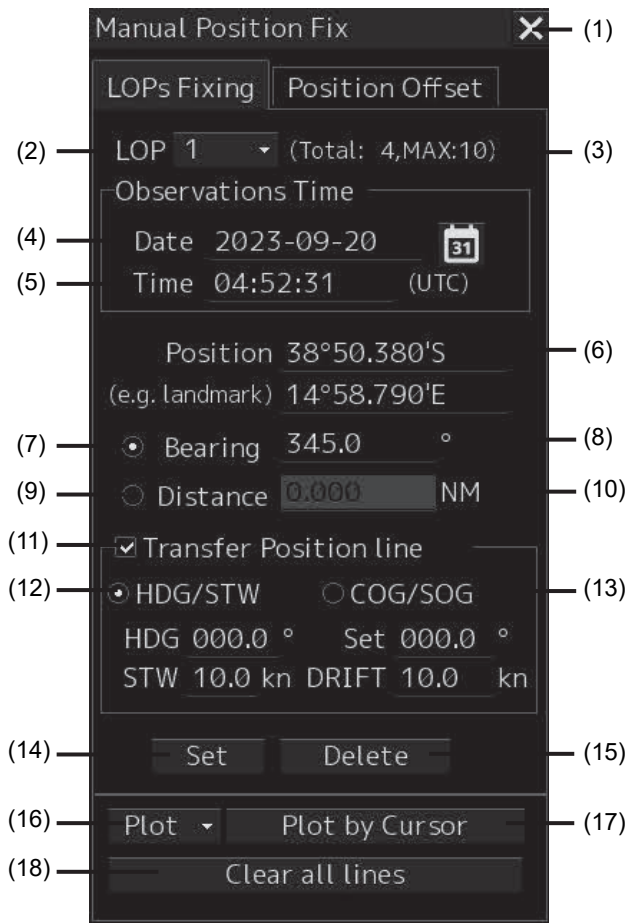 Manual Position Fix (1)
LOPs Fixing Position Offset
(2) LOP 1 (Total: 4,MAX:10) (3)
Observations Time
(4) Date 2023-09-20 31
(5) Time 04:52:31 (UTC)
Position 38°50.380'S (6)
(e.g. landmark) 14°58.790'E
(7) Bearing 345.0 ° (8)
(9) Distance 0.000 NM (10)
(11) Transfer Position line
(12) HDG/STW COG/SOG (13)
HDG 000.0 ° Set 000.0 °
STW 10.0 kn DRIFT 10.0 kn
(14) Set Delete (15)
(16) Plot Plot by Cursor (17)
(18) Clear all lines